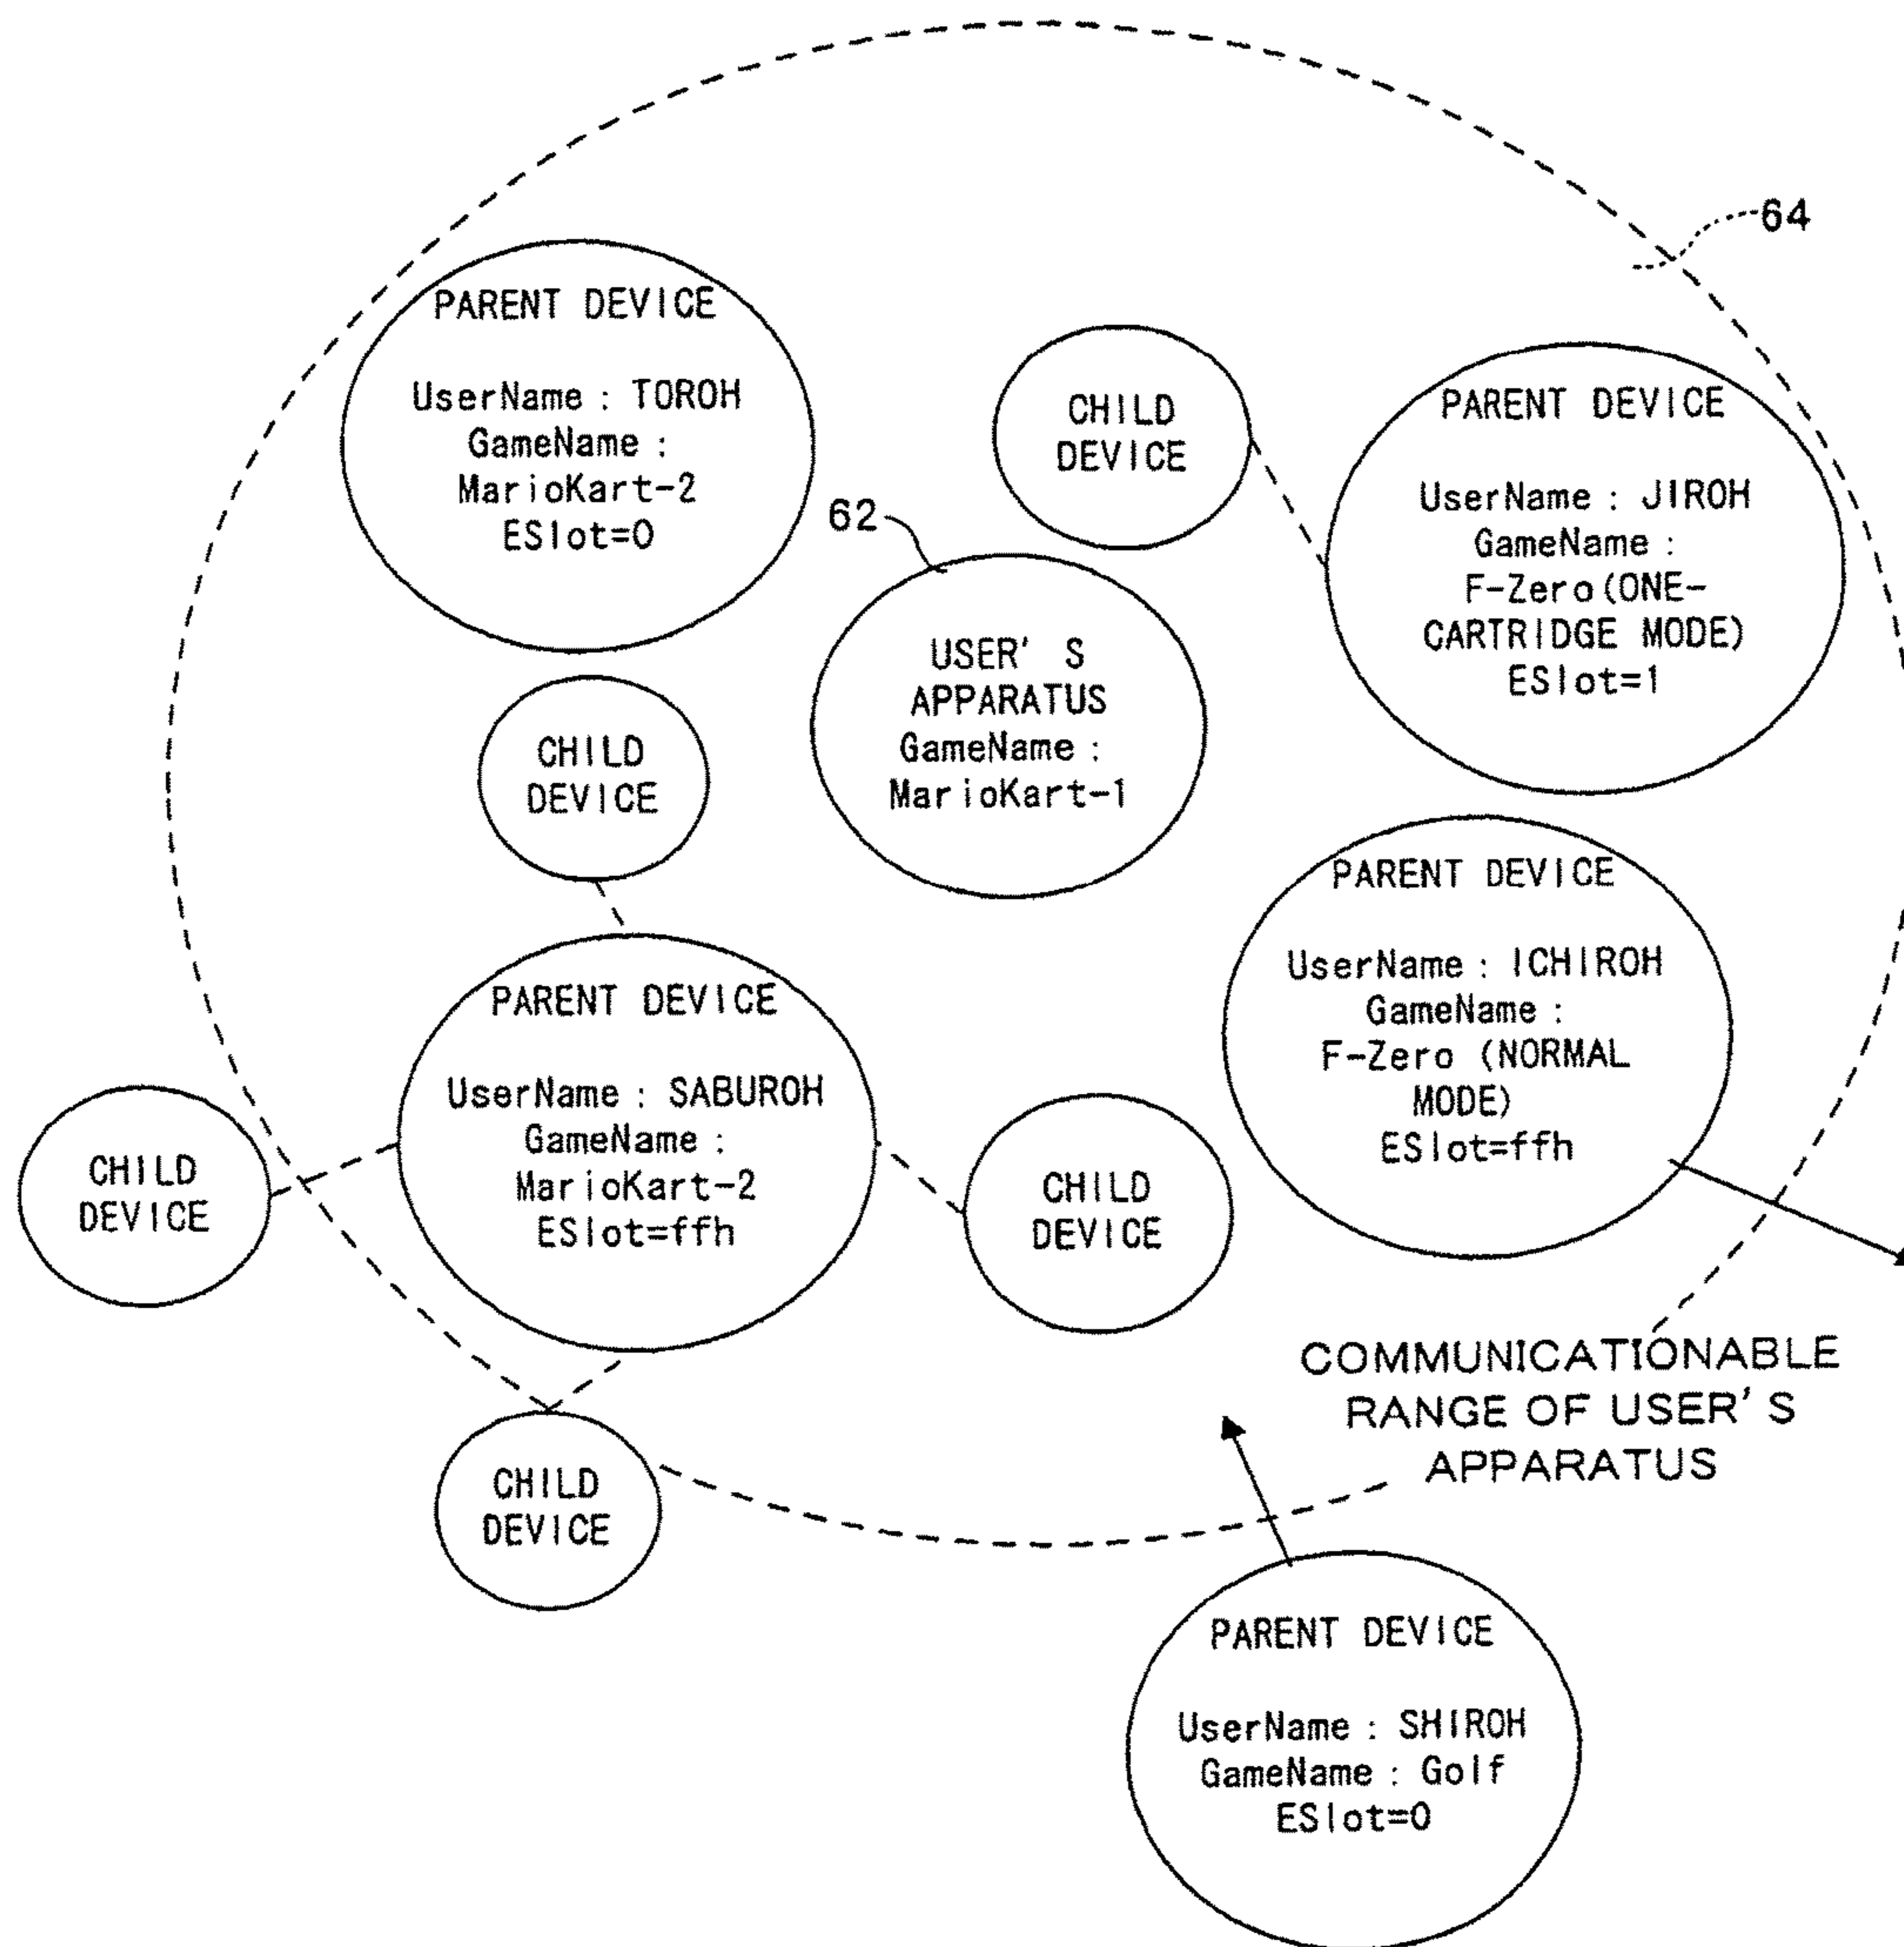 64
PARENT DEVICE
UserName : TOROH
GameName :
MarioKart-2
ESlot=0
CHILD
DEVICE
PARENT DEVICE
UserName : JIROH
GameName :
F-Zero(ONE-
CARTRIDGE MODE)
ESlot=1
62
USER' S
APPARATUS
GameName :
MarioKart-1
CHILD
DEVICE
PARENT DEVICE
UserName : ICHIROH
GameName :
F-Zero (NORMAL
MODE)
ESlot=ffh
PARENT DEVICE
UserName : SABUROH
GameName :
MarioKart-2
ESlot=ffh
CHILD
DEVICE
CHILD
DEVICE
COMMUNICATIONABLE
RANGE OF USER' S
APPARATUS
CHILD
DEVICE
PARENT DEVICE
UserName : SHIROH
GameName : Golf
ESlot=0